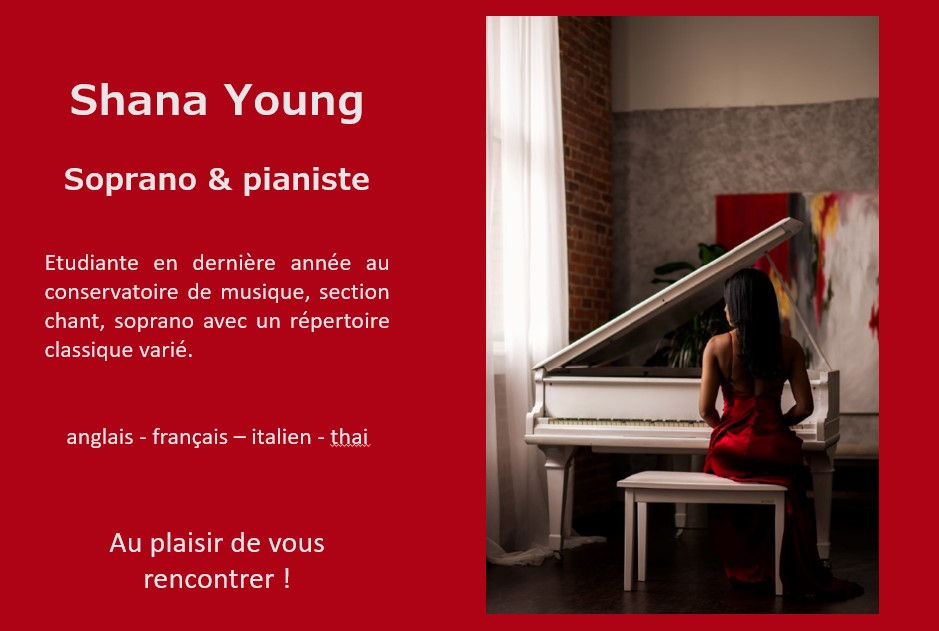 Shana Young
Soprano & pianiste
Etudiante en dernière année au
conservatoire de musique, section
chant, soprano avec un répertoire
classique varié.
anglais - français – italien - thai
Au plaisir de vous
rencontrer !